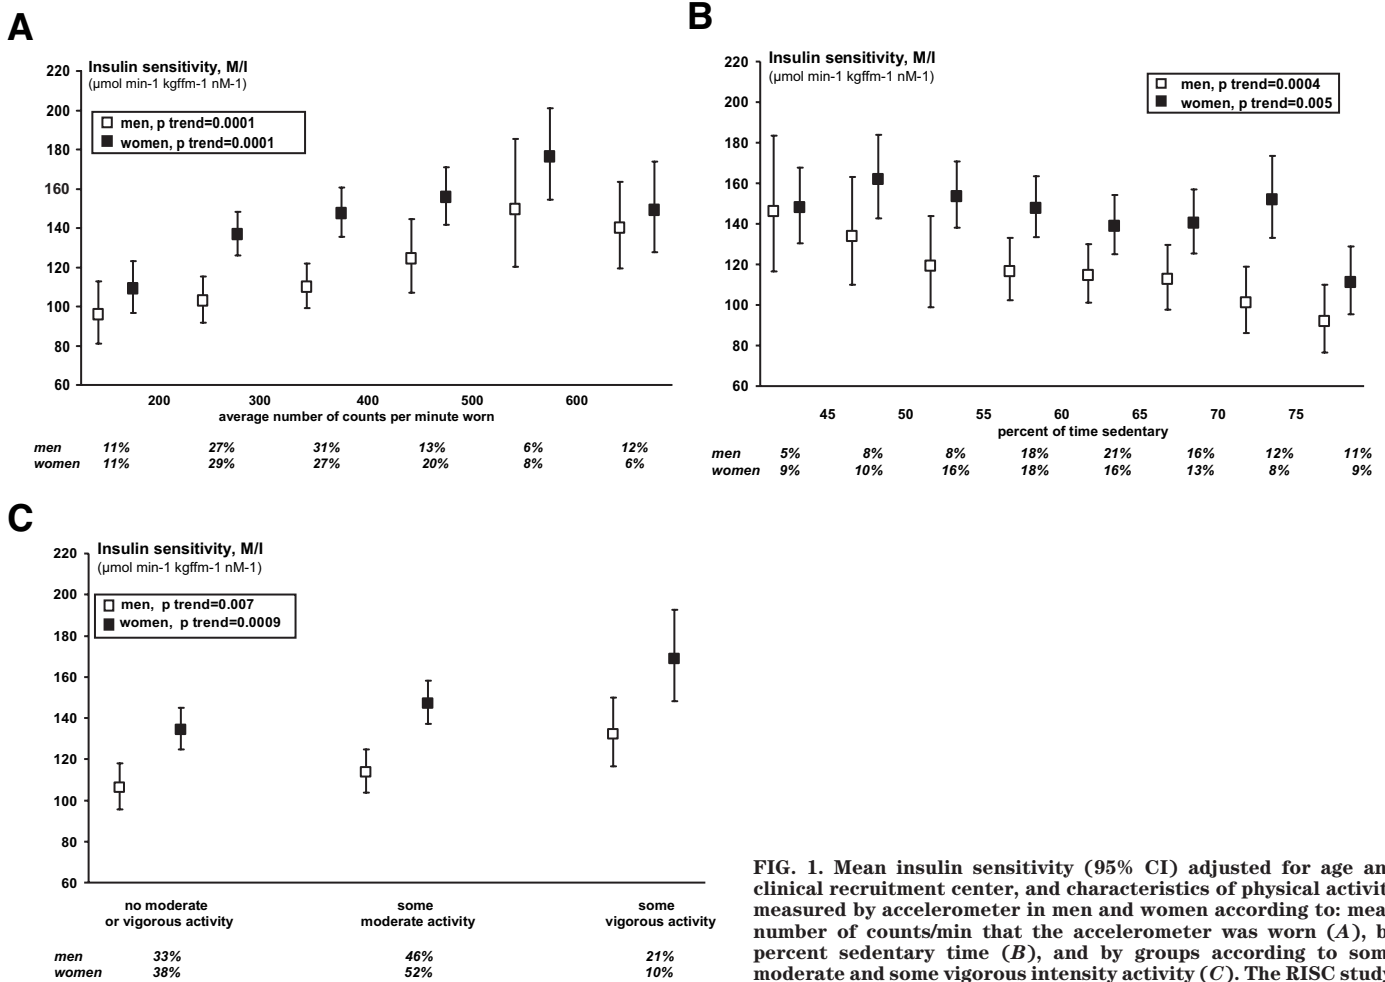 A
Insulin sensitivity, M/I
(µmol min-1 kgffm-1 nM-1)
men, p trend=0.0001
women, p trend=0.0001
220
200
180
160
140
120
100
80
60
200 300 400 500 600
average number of counts per minute worn
men 11% 27% 31% 13% 6% 12%
women 11% 29% 27% 20% 8% 6%
B
Insulin sensitivity, M/I
(µmol min-1 kgffm-1 nM-1)
men, p trend=0.0004
women, p trend=0.005
220
200
180
160
140
120
100
80
60
45 50 55 60 65 70 75
percent of time sedentary
men 5% 8% 8% 18% 21% 16% 12% 11%
women 9% 10% 16% 18% 16% 13% 8% 9%
C
Insulin sensitivity, M/I
(µmol min-1 kgffm-1 nM-1)
men, p trend=0.007
women, p trend=0.0009
220
200
180
160
140
120
100
80
60
no moderate some some
or vigorous activity moderate activity vigorous activity
men 33% 46% 21%
women 38% 52% 10%
FIG. 1. Mean insulin sensitivity (95% CI) adjusted for age an
clinical recruitment center, and characteristics of physical activit
measured by accelerometer in men and women according to: mea
number of counts/min that the accelerometer was worn (A), b
percent sedentary time (B), and by groups according to som
moderate and some vigorous intensity activity (C). The RISC study